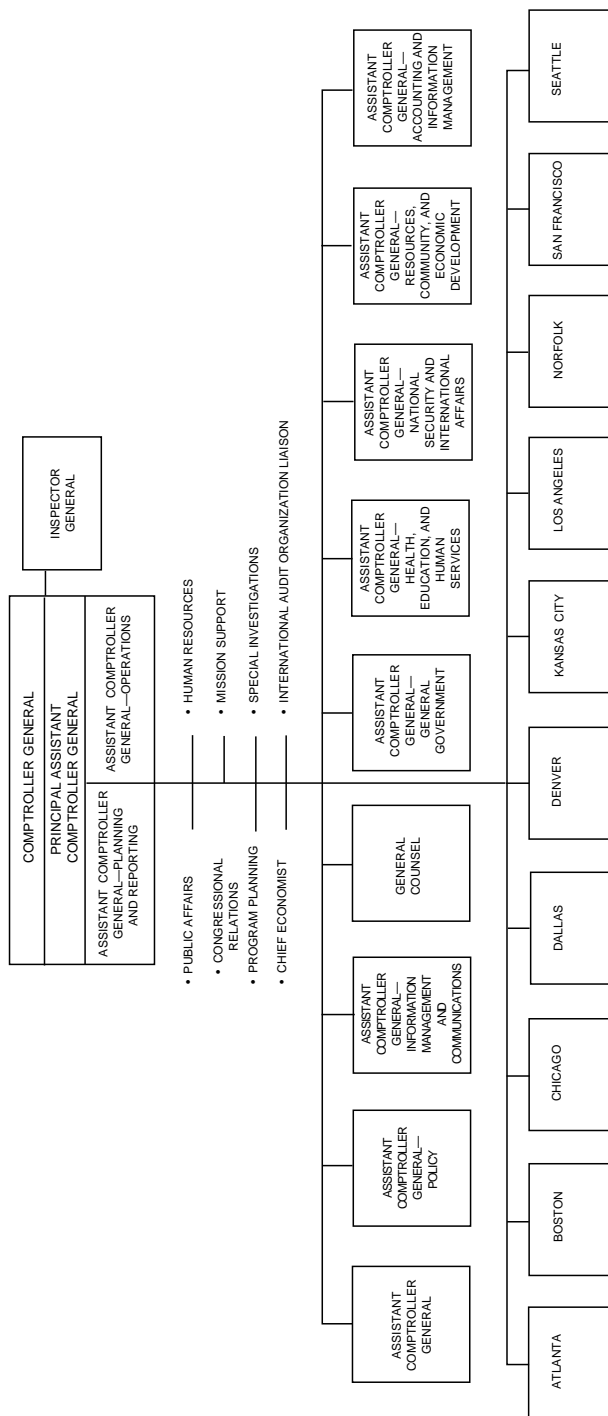 COMPTROLLER GENERAL
PRINCIPAL ASSISTANT
COMPTROLLER GENERAL
ASSISTANT COMPTROLLER
GENERAL—PLANNING
AND REPORTING
ASSISTANT COMPTROLLER
GENERAL—OPERATIONS
INSPECTOR
GENERAL
• PUBLIC AFFAIRS
• HUMAN RESOURCES
• CONGRESSIONAL
RELATIONS
• MISSION SUPPORT
• PROGRAM PLANNING
• SPECIAL INVESTIGATIONS
• CHIEF ECONOMIST
• INTERNATIONAL AUDIT ORGANIZATION LIAISON
ASSISTANT
COMPTROLLER
GENERAL
ASSISTANT
COMPTROLLER
GENERAL—
POLICY
ASSISTANT
COMPTROLLER
GENERAL—
INFORMATION
MANAGEMENT
AND
COMMUNICATIONS
GENERAL
COUNSEL
ASSISTANT
COMPTROLLER
GENERAL—
GENERAL
GOVERNMENT
ASSISTANT
COMPTROLLER
GENERAL—
HEALTH,
EDUCATION, AND
HUMAN
SERVICES
ASSISTANT
COMPTROLLER
GENERAL—
NATIONAL
SECURITY AND
INTERNATIONAL
AFFAIRS
ASSISTANT
COMPTROLLER
GENERAL—
RESOURCES,
COMMUNITY, AND
ECONOMIC
DEVELOPMENT
ASSISTANT
COMPTROLLER
GENERAL—
ACCOUNTING AND
INFORMATION
MANAGEMENT
ATLANTA
BOSTON
CHICAGO
DALLAS
DENVER
KANSAS CITY
LOS ANGELES
NORFOLK
SAN FRANCISCO
SEATTLE